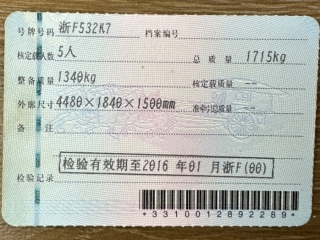 号牌号码 浙F532K7 档案编号
核定载人数 5人 总质量 1715kg
整备质量 1340kg 核定载质量 --
外廓尺寸 4480×1840×1500mm 准牵引总质量 --
备注
检验有效期至2016 年01 月浙F(00)
检验记录
*3310012892289*